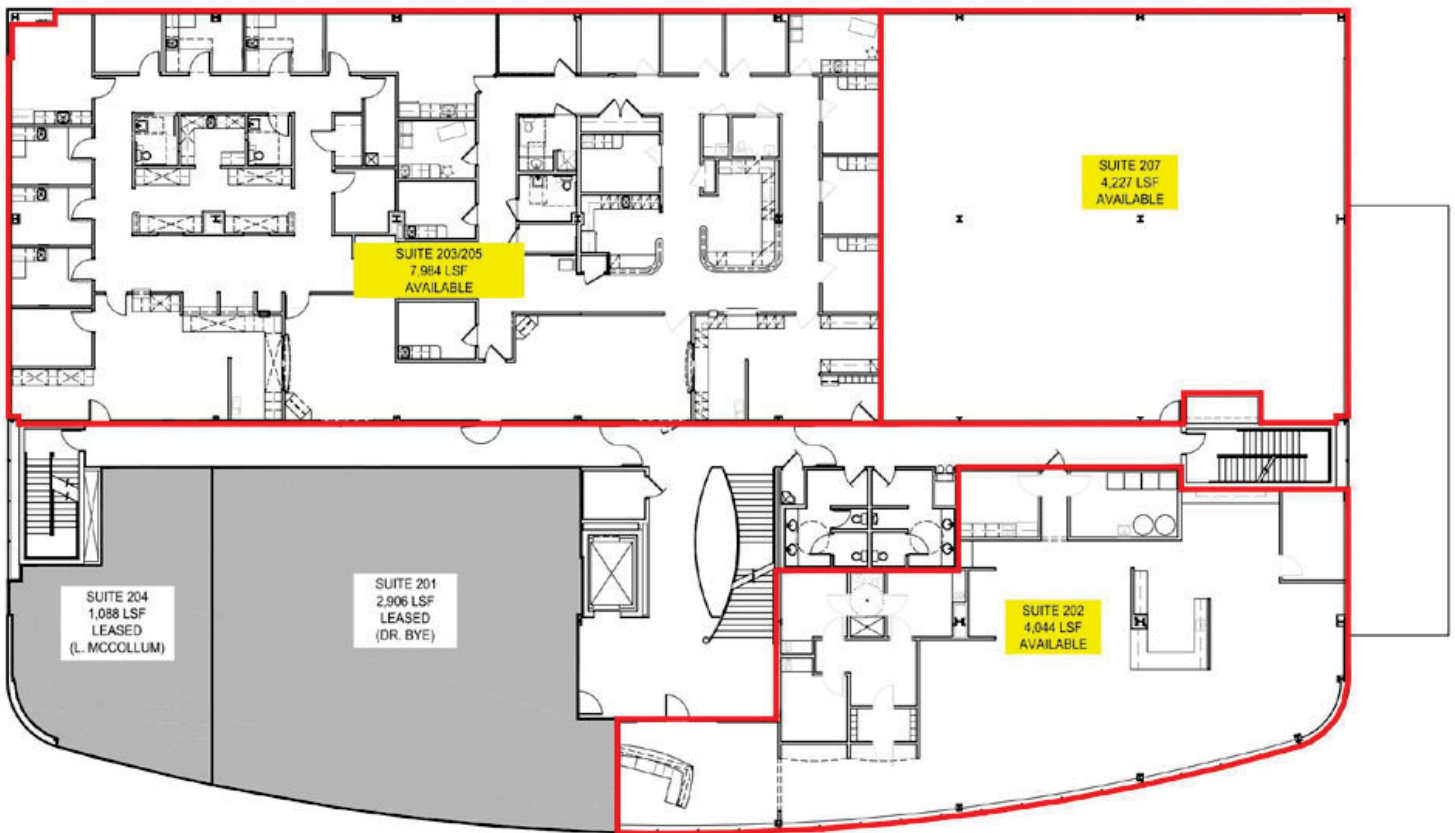 SUITE 207
4,227 LSF
AVAILABLE
SUITE 203/205
7,984 LSF
AVAILABLE
SUITE 204
1,088 LSF
LEASED
(L. MCCOLLUM)
SUITE 201
2,906 LSF
LEASED
(DR. BYE)
SUITE 202
4,044 LSF
AVAILABLE